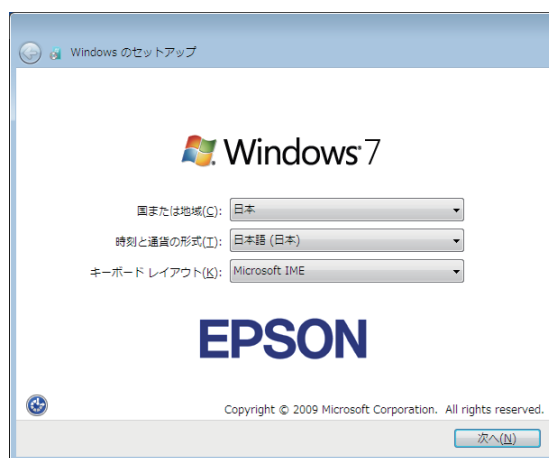 Windows のセットアップ
Windows 7
国または地域(C): 日本
時刻と通貨の形式(T): 日本語 (日本)
キーボード レイアウト(K): Microsoft IME
EPSON
Copyright © 2009 Microsoft Corporation. All rights reserved.
次へ(N)